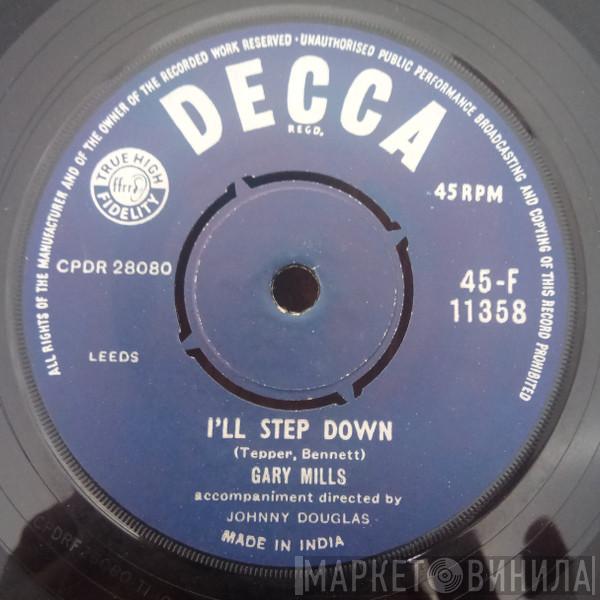 ALL RIGHTS OF THE MANUFACTURER AND OF THE OWNER OF THE RECORDED WORK RESERVED · UNAUTHORISED PUBLIC PERFORMANCE BROADCASTING AND COPYING OF THIS RECORD PROHIBITED
DECCA
REGD.
TRUE HIGH
ffrr
FIDELITY
45 RPM
CPDR 28080
45-F
11358
LEEDS
I'LL STEP DOWN
(Tepper, Bennett)
GARY MILLS
accompaniment directed by
JOHNNY DOUGLAS
MADE IN INDIA
МАРКЕТ ВИНИЛА